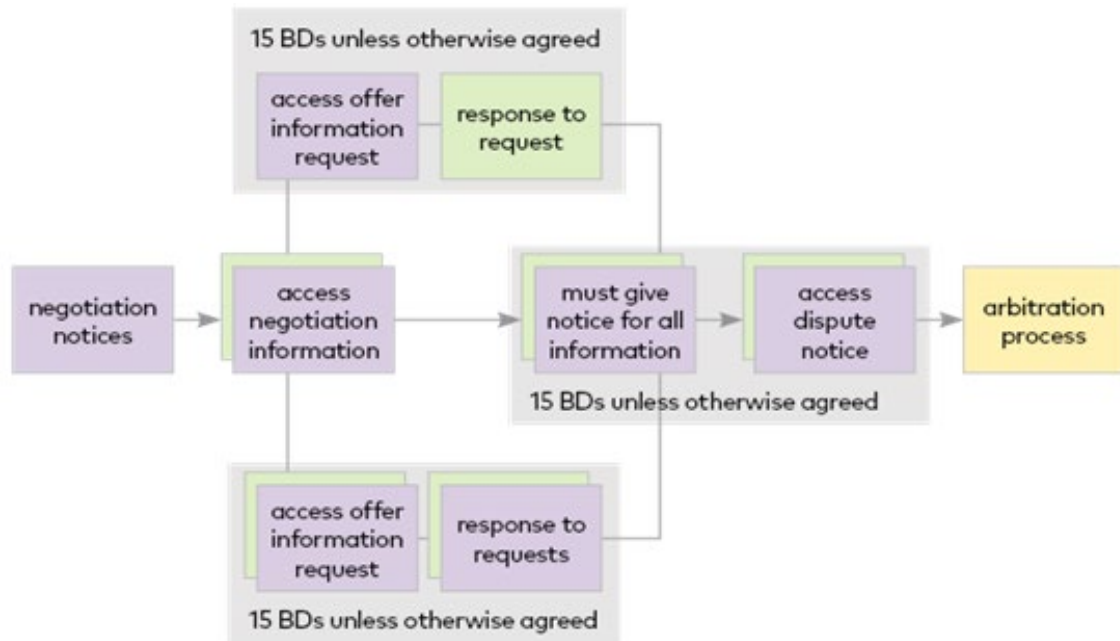 15 BDs unless otherwise agreed
access offer
information
request
response to
request
negotiation
notices
access
negotiation
information
must give
notice for all
information
access
dispute
notice
arbitration
process
15 BDs unless otherwise agreed
access offer
information
request
response to
requests
15 BDs unless otherwise agreed